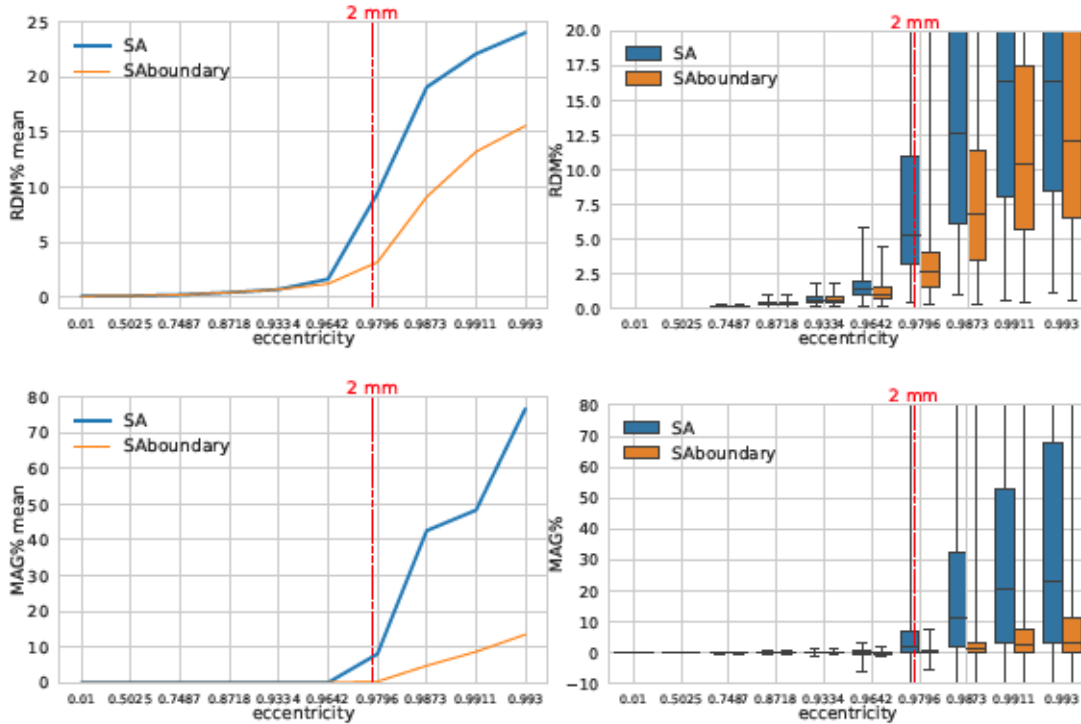 2 mm
25
20
15
10
5
0
RDM% mean
SA
SAboundary
0.01 0.5025 0.7487 0.8718 0.9334 0.9642 0.9796 0.9873 0.9911 0.993
eccentricity
2 mm
20.0
17.5
15.0
12.5
10.0
7.5
5.0
2.5
0.0
RDM%
SA
SAboundary
0.01 0.5025 0.7487 0.8718 0.9334 0.9642 0.9796 0.9873 0.9911 0.993
eccentricity
2 mm
80
70
60
50
40
30
20
10
0
MAG% mean
SA
SAboundary
0.01 0.5025 0.7487 0.8718 0.9334 0.9642 0.9796 0.9873 0.9911 0.993
eccentricity
2 mm
80
70
60
50
40
30
20
10
0
−10
MAG%
SA
SAboundary
0.01 0.5025 0.7487 0.8718 0.9334 0.9642 0.9796 0.9873 0.9911 0.993
eccentricity